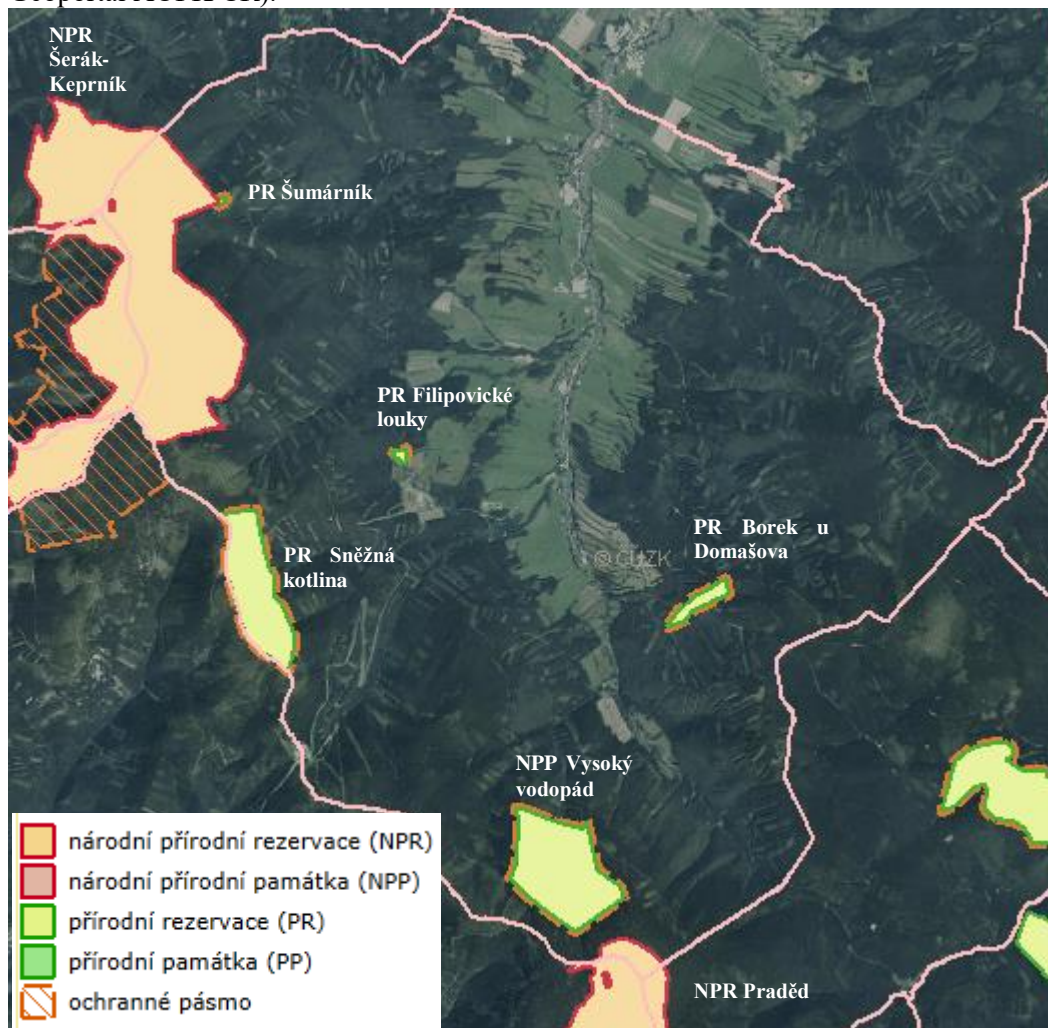 NPR
Šerák-
Keprník
PR Šumárník
PR Filipovické
louky
PR Sněžná
kotlina
PR Borek u
Domašova
© ČÚZK
NPP Vysoký
vodopád
NPR Praděd
národní přírodní rezervace (NPR)
národní přírodní památka (NPP)
přírodní rezervace (PR)
přírodní památka (PP)
ochranné pásmo